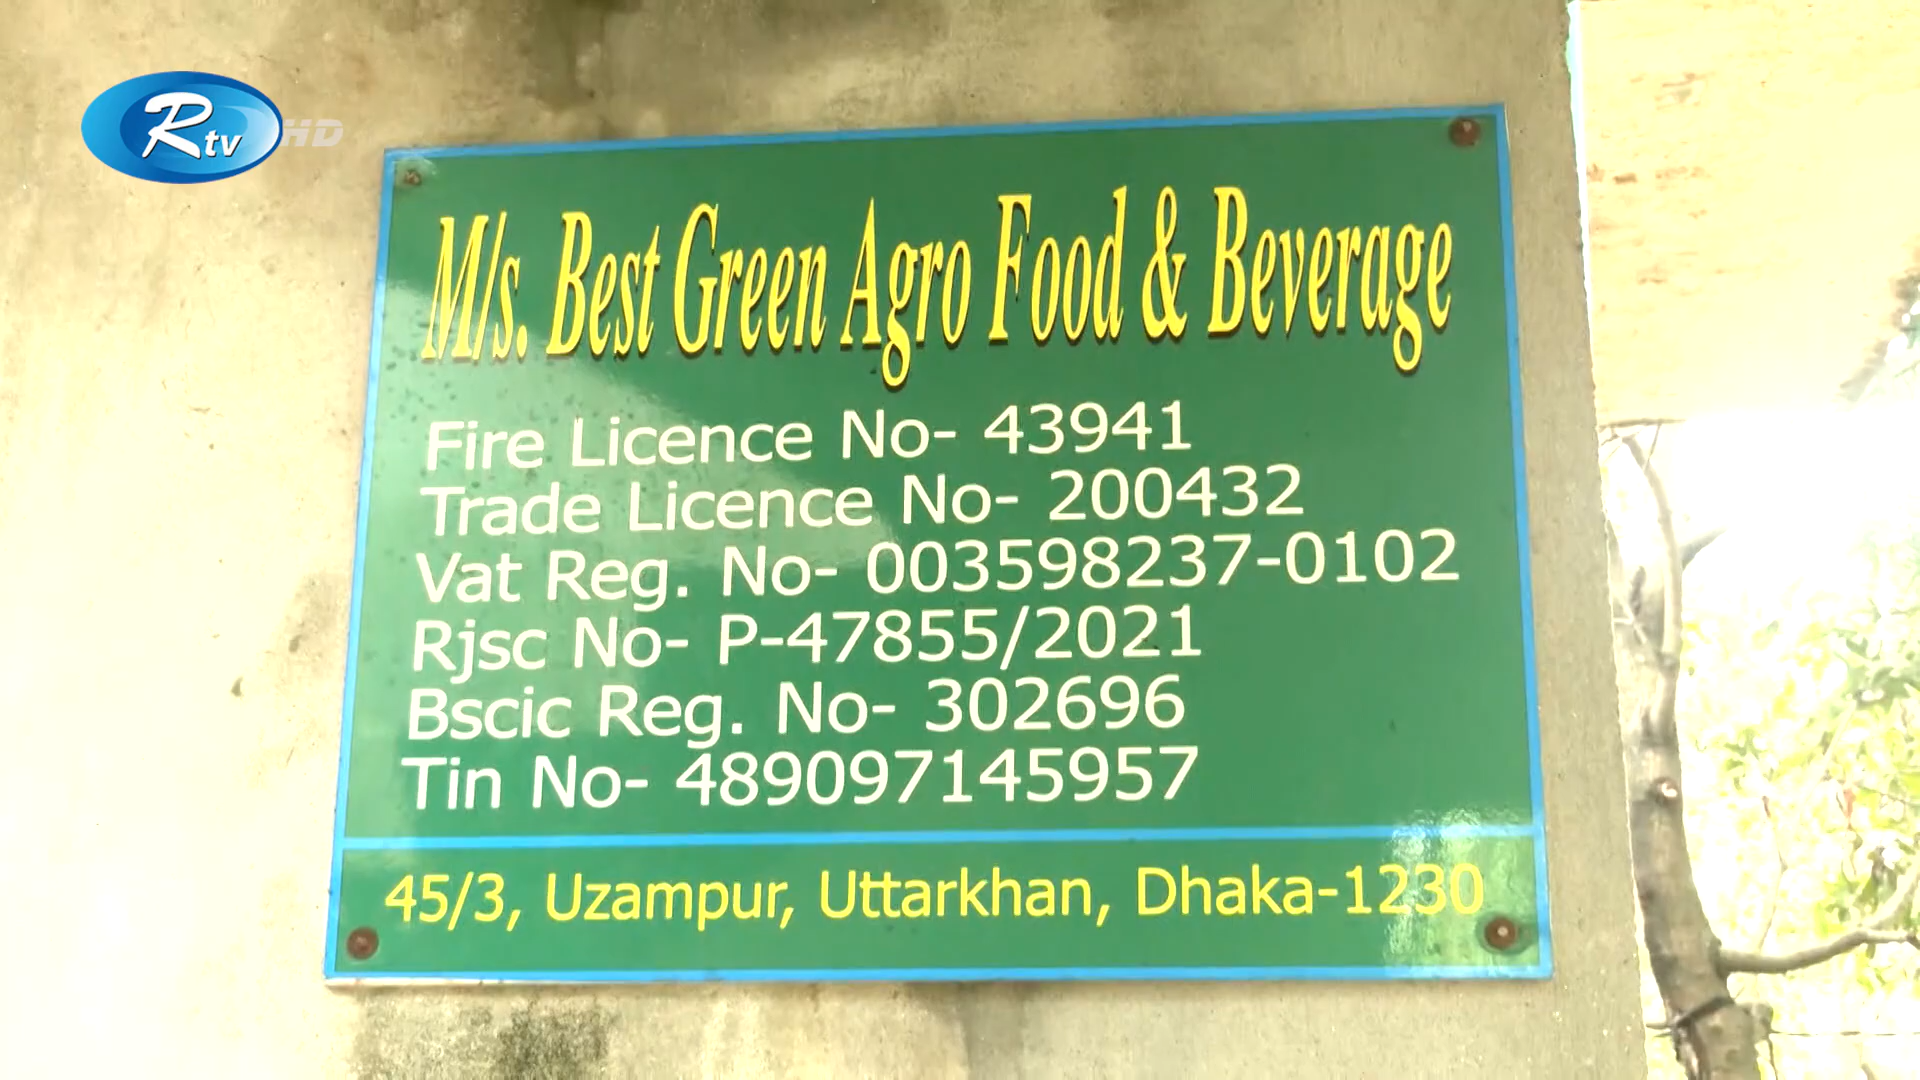 Rtv HD
M/s. Best Green Agro Food & Beverage
Fire Licence No- 43941
Trade Licence No- 200432
Vat Reg. No- 003598237-0102
Rjsc No- P-47855/2021
Bscic Reg. No- 302696
Tin No- 489097145957
45/3, Uzampur, Uttarkhan, Dhaka-1230